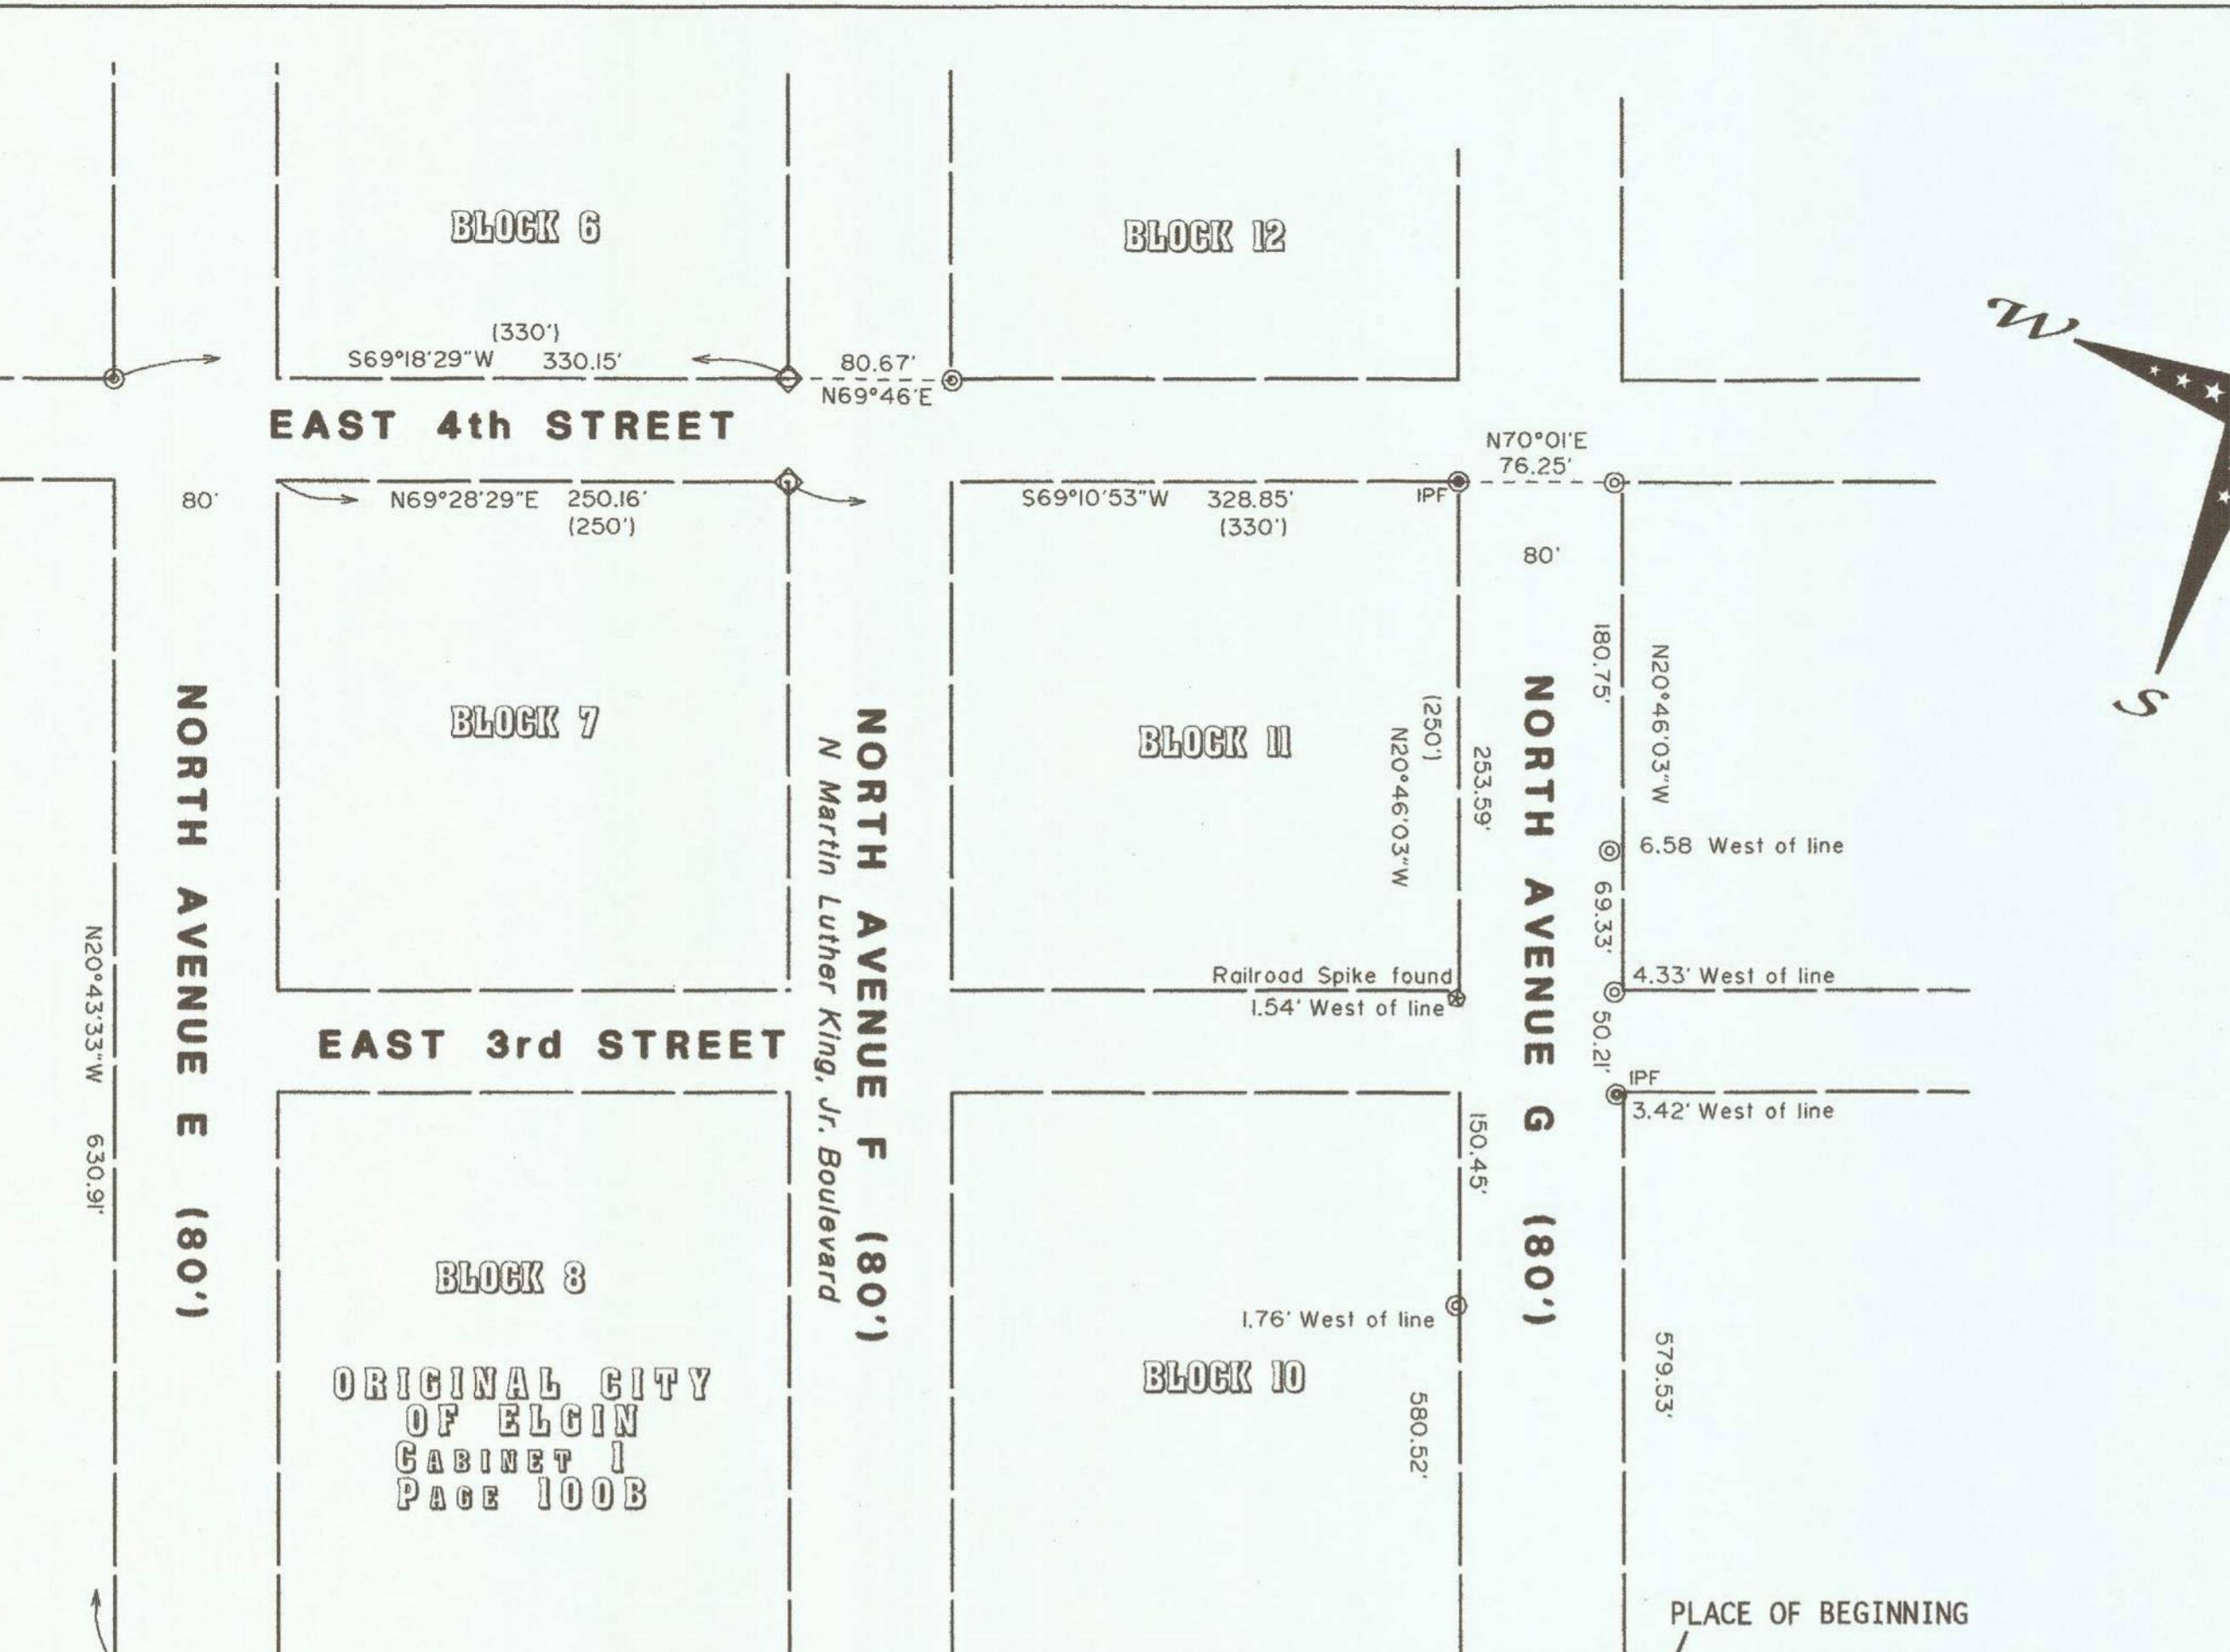 BLOCK 6
BLOCK 12
W
(330')
S69°18'29"W 330.15'
80.67'
N69°46'E
EAST 4th STREET
N70°01'E
76.25'
80'
N69°28'29"E 250.16'
(250')
S69°10'53"W 328.85'
(330')
IPF
80'
180.75'
N20°46'03"W
S
NORTH AVENUE E (80')
BLOCK 7
NORTH AVENUE F (80')
N Martin Luther King, Jr. Boulevard
BLOCK 11
(250')
N20°46'03"W
253.59'
NORTH AVENUE G (80')
6.58 West of line
69.33'
N20°43'33"W 630.91'
Railroad Spike found
1.54' West of line
4.33' West of line
50.21'
EAST 3rd STREET
IPF
3.42' West of line
150.45'
BLOCK 8
1.76' West of line
BLOCK 10
580.52'
579.53'
ORIGINAL CITY
OF ELGIN
CABINET 1
PAGE 100B
PLACE OF BEGINNING